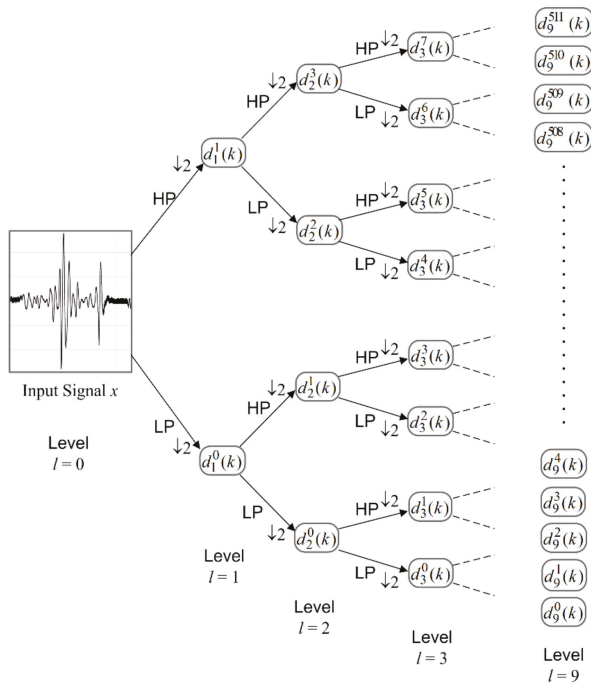 d_9^{511}(k)
HP ↓2 d_3^7(k)
d_9^{510}(k)
↓2 d_2^3(k)
d_9^{509}(k)
HP
LP ↓2 d_3^6(k)
d_9^{508}(k)
↓2 d_1^1(k)
HP
LP
HP ↓2 d_3^5(k)
↓2 d_2^2(k)
LP ↓2 d_3^4(k)
Input Signal x
HP ↓2 d_3^3(k)
↓2 d_2^1(k)
HP
LP ↓2 d_3^2(k)
LP
↓2 d_1^0(k)
Level
l = 0
d_9^4(k)
d_9^3(k)
LP
HP ↓2 d_3^1(k)
↓2 d_2^0(k)
d_9^2(k)
LP ↓2 d_3^0(k)
d_9^1(k)
d_9^0(k)
Level
l = 1
Level
l = 2
Level
l = 3
Level
l = 9